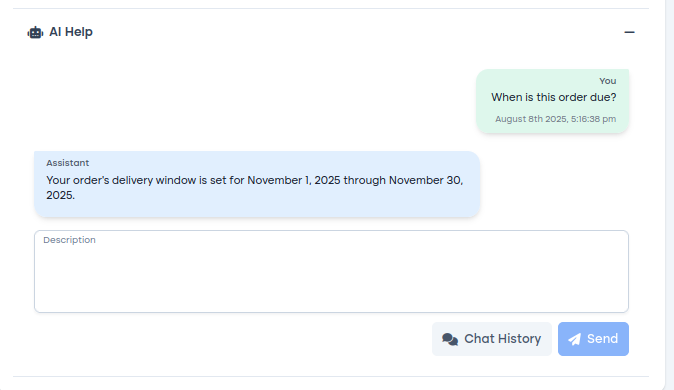 AI Help
You
When is this order due?
August 8th 2025, 5:16:38 pm
Assistant
Your order's delivery window is set for November 1, 2025 through November 30,
2025.
Description
Chat History
Send